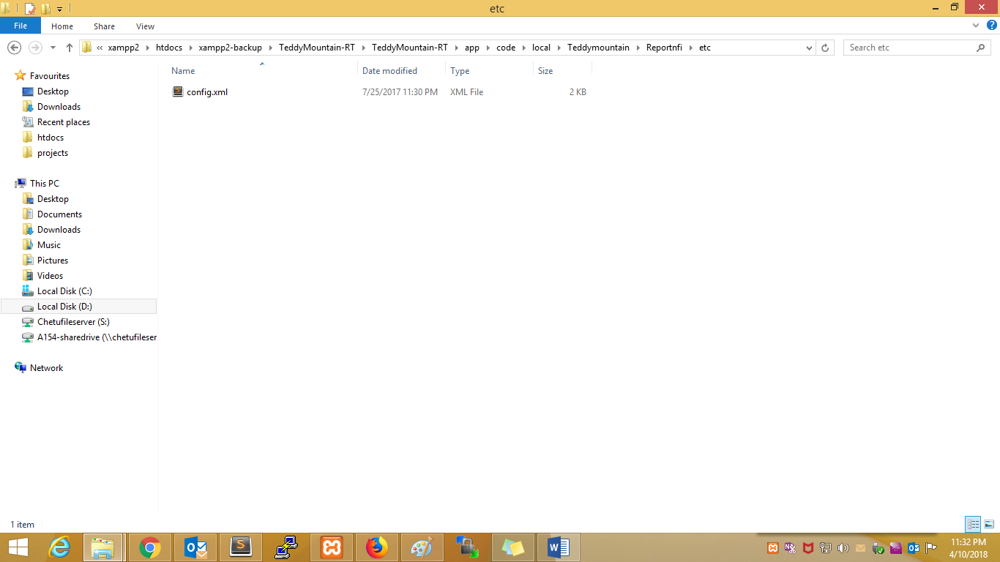 etc
File Home Share View
« xampp2 htdocs xampp2-backup TeddyMountain-RT TeddyMountain-RT app code local Teddymountain Reportnfi etc
Search etc
Name Date modified Type Size
config.xml 7/25/2017 11:30 PM XML File 2 KB
Favourites
Desktop
Downloads
Recent places
htdocs
projects
This PC
Desktop
Documents
Downloads
Music
Pictures
Videos
Local Disk (C:)
Local Disk (D:)
Chetufileserver (S:)
A154-sharedrive (\\chetufileser
Network
1 item
11:32 PM
4/10/2018